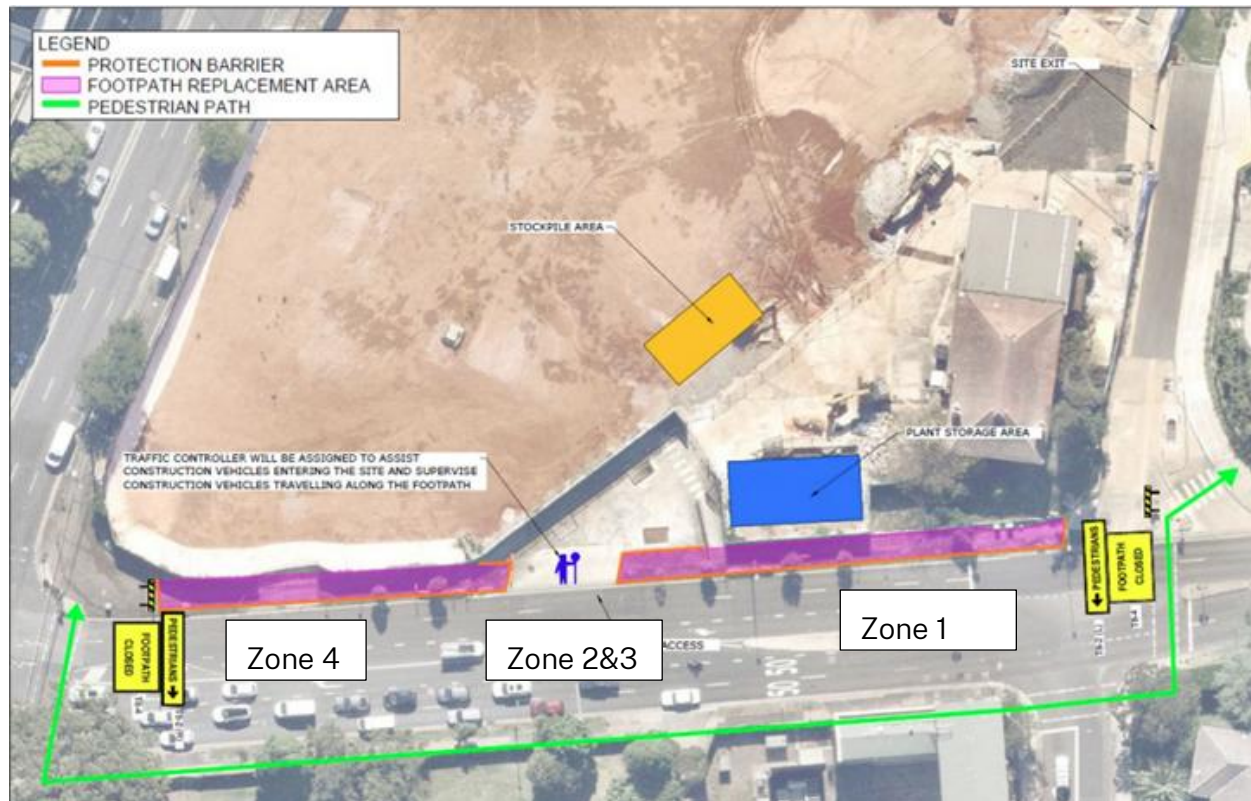 LEGEND
PROTECTION BARRIER
FOOTPATH REPLACEMENT AREA
PEDESTRIAN PATH
SITE EXIT
STOCKPILE AREA
PLANT STORAGE AREA
TRAFFIC CONTROLLER WILL BE ASSIGNED TO ASSIST
CONSTRUCTION VEHICLES ENTERING THE SITE AND SUPERVISE
CONSTRUCTION VEHICLES TRAVELLING ALONG THE FOOTPATH
PEDESTRIANS
FOOTPATH
CLOSED
Zone 1
ACCESS
Zone 2&3
Zone 4
PEDESTRIANS
FOOTPATH
CLOSED